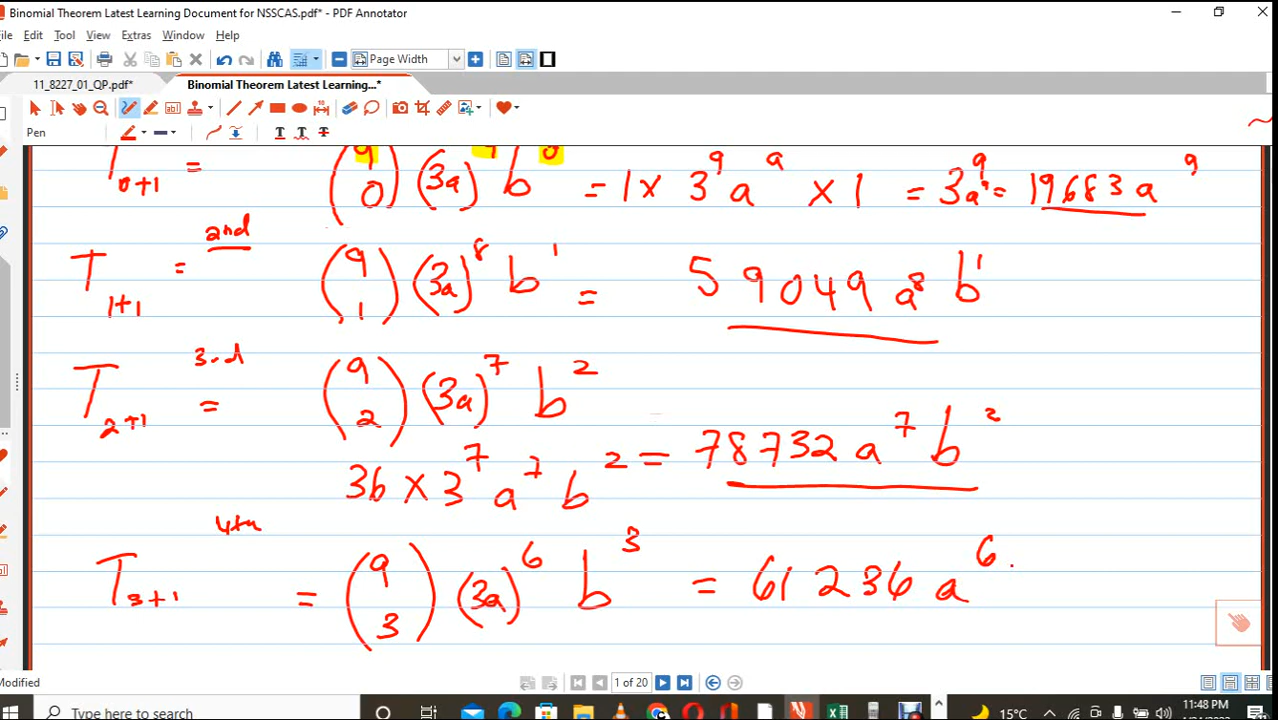 Binomial Theorem Latest Learning Document for NSSCAS.pdf* - PDF Annotator
ile Edit Tool View Extras Window Help
Page Width
11_8227_01_QP.pdf* Binomial Theorem Latest Learning...*
Pen
T₀₊₁ = (9 0) (3a)⁹ b⁰ = 1 × 3⁹ a⁹ × 1 = 3⁹a⁹ = 19683 a⁹
2nd
T₁₊₁ = (9 1) (3a)⁸ b¹ = 59049 a⁸ b¹
3rd
T₂₊₁ = (9 2) (3a)⁷ b²
36 × 3⁷ a⁷ b² = 78732 a⁷ b²
4th
T₃₊₁ = (9 3) (3a)⁶ b³ = 61236 a⁶
Modified 1 of 20
Type here to search 15°C 11:48 PM